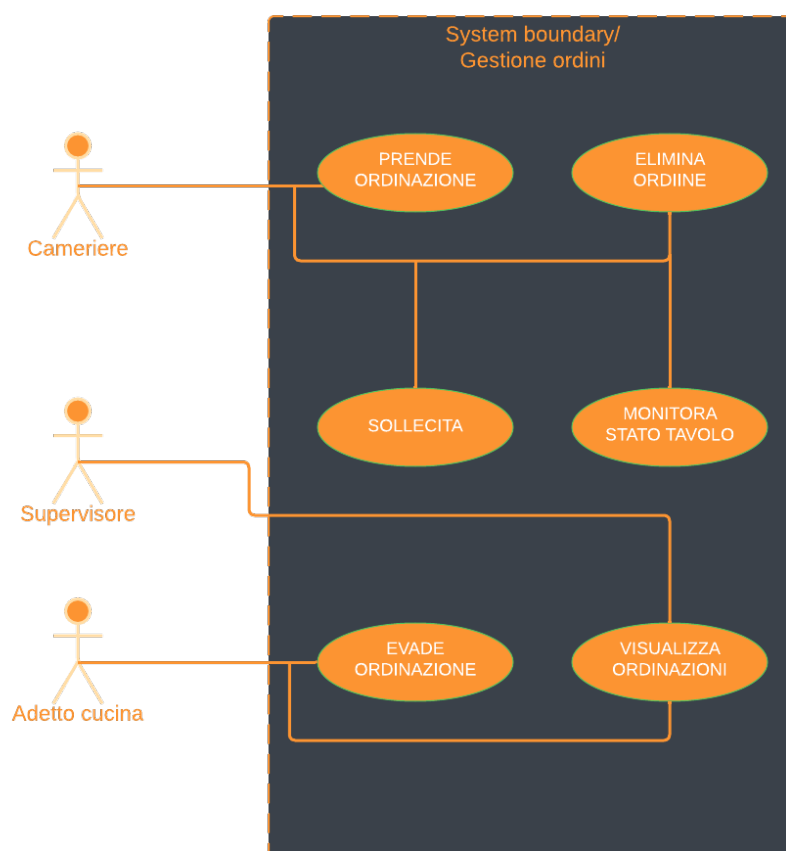 System boundary/
Gestione ordini
PRENDE
ORDINAZIONE
ELIMINA
ORDIINE
Cameriere
SOLLECITA
MONITORA
STATO TAVOLO
Supervisore
EVADE
ORDINAZIONE
VISUALIZZA
ORDINAZIONI
Adetto cucina